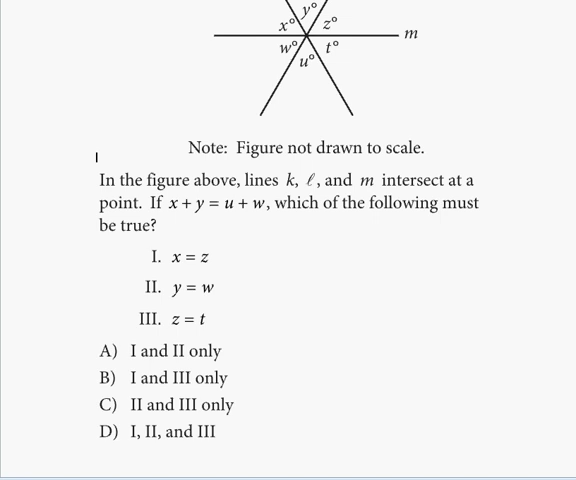 y°
x° z°
m
w° t°
u°
Note: Figure not drawn to scale.
In the figure above, lines k, ℓ, and m intersect at a
point. If x + y = u + w, which of the following must
be true?
I. x = z
II. y = w
III. z = t
A) I and II only
B) I and III only
C) II and III only
D) I, II, and III